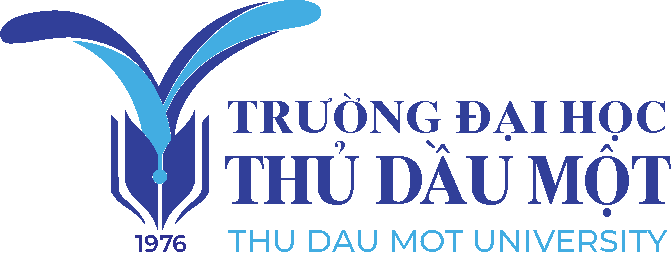 TRƯỜNG ĐẠI HỌC
THỦ DẦU MỘT
THU DAU MOT UNIVERSITY
1976